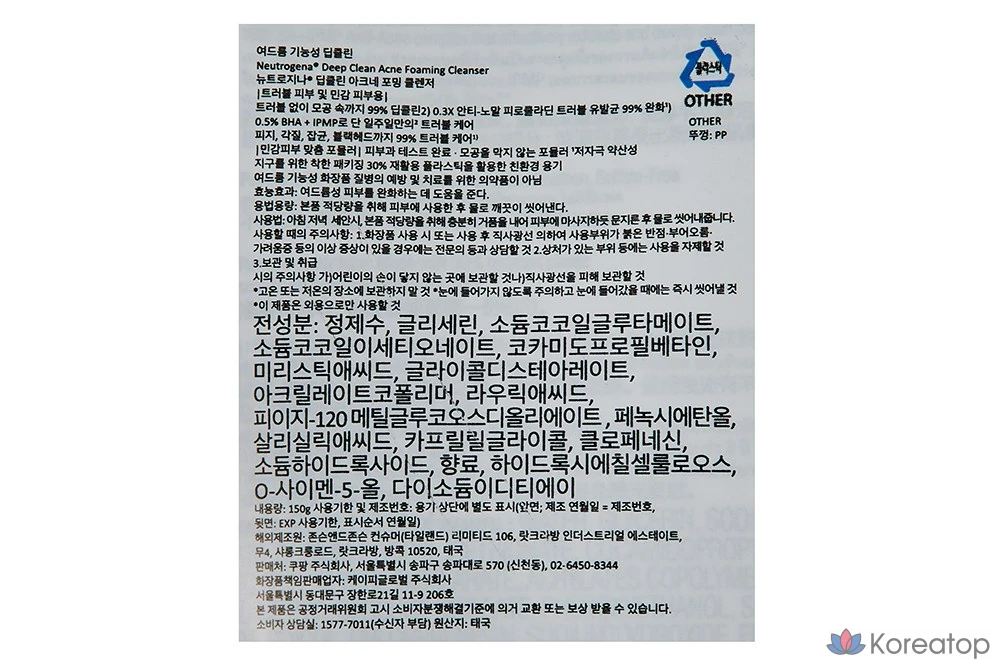 여드름 기능성 딥클린
Neutrogena® Deep Clean Acne Foaming Cleanser
뉴트로지나® 딥클린 아크네 포밍 클렌저
|트러블 피부 및 민감 피부용|
트러블 없이 모공 속까지 99% 딥클린2) 0.3X 안티-노말 피로클라딘 트러블 유발균 99% 완화¹)
0.5% BHA + IPMP로 단 일주일만의² 트러블 케어
피지, 각질, 잡균, 블랙헤드까지 99% 트러블 케어¹⁾
|민감피부 맞춤 포뮬러| 피부과 테스트 완료 · 모공을 막지 않는 포뮬러 ¹저자극 약산성
지구를 위한 착한 패키징 30% 재활용 플라스틱을 활용한 친환경 용기
여드름 기능성 화장품 질병의 예방 및 치료를 위한 의약품이 아님
효능효과: 여드름성 피부를 완화하는 데 도움을 준다.
용법용량: 본품 적당량을 취해 피부에 사용한 후 물로 깨끗이 씻어낸다.
사용법: 아침 저녁 세안시, 본품 적당량을 취해 충분히 거품을 내어 피부에 마사지하듯 문지른 후 물로 씻어내줍니다.
사용할 때의 주의사항: 1.화장품 사용 시 또는 사용 후 직사광선 의하여 사용부위가 붉은 반점·부어오름·
가려움증 등의 이상 증상이 있을 경우에는 전문의 등과 상담할 것 2.상처가 있는 부위 등에는 사용을 자제할 것
3.보관 및 취급
시의 주의사항 가)어린이의 손이 닿지 않는 곳에 보관할 것나)직사광선을 피해 보관할 것
*고온 또는 저온의 장소에 보관하지 말 것 *눈에 들어가지 않도록 주의하고 눈에 들어갔을 때에는 즉시 씻어낼 것
*이 제품은 외용으로만 사용할 것
전성분: 정제수, 글리세린, 소듐코코일글루타메이트,
소듐코코일이세티오네이트, 코카미도프로필베타인,
미리스틱애씨드, 글라이콜디스테아레이트,
아크릴레이트코폴리머, 라우릭애씨드,
피이지-120 메틸글루코오스디올리에이트, 페녹시에탄올,
살리실릭애씨드, 카프릴릴글라이콜, 클로페네신,
소듐하이드록사이드, 향료, 하이드록시에칠셀룰로오스,
O-사이멘-5-올, 다이소듐이디티에이
내용량: 150g 사용기한 및 제조번호: 용기 상단에 별도 표시(앞면; 제조 연월일 = 제조번호,
뒷면: EXP 사용기한, 표시순서 연월일)
해외제조원: 존슨앤드존슨 컨슈머(타일랜드) 리미티드 106, 랏크라방 인더스트리얼 에스테이트,
무4, 샤롱크룽로드, 랏크라방, 방콕 10520, 태국
판매처: 쿠팡 주식회사, 서울특별시 송파구 송파대로 570 (신천동), 02-6450-8344
화장품책임판매업자: 케이피글로벌 주식회사
서울특별시 동대문구 장한로21길 11-9 206호
본 제품은 공정거래위원회 고시 소비자분쟁해결기준에 의거 교환 또는 보상 받을 수 있습니다.
소비자 상담실: 1577-7011(수신자 부담) 원산지: 태국
플라스틱
OTHER
OTHER
뚜껑: PP
Koreatop